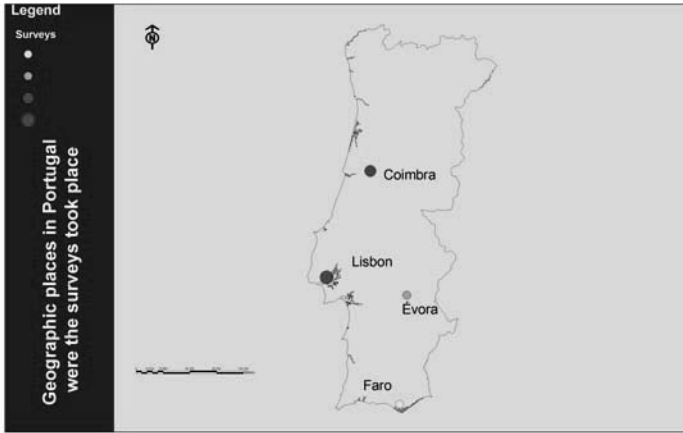 Legend
Surveys
Geographic places in Portugal
were the surveys took place
N
Coimbra
Lisbon
Évora
Faro